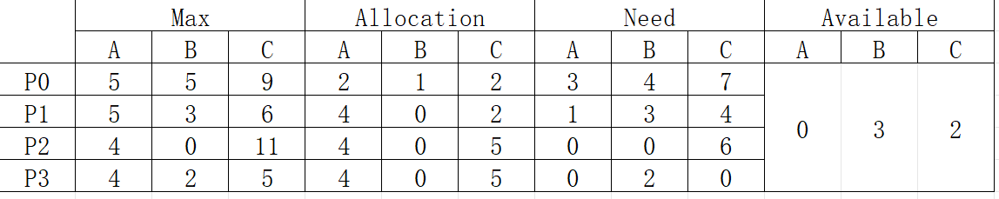 Max Allocation Need Available
A B C A B C A B C A B C
P0 5 5 9 2 1 2 3 4 7
P1 5 3 6 4 0 2 1 3 4
0 3 2
P2 4 0 11 4 0 5 0 0 6
P3 4 2 5 4 0 5 0 2 0